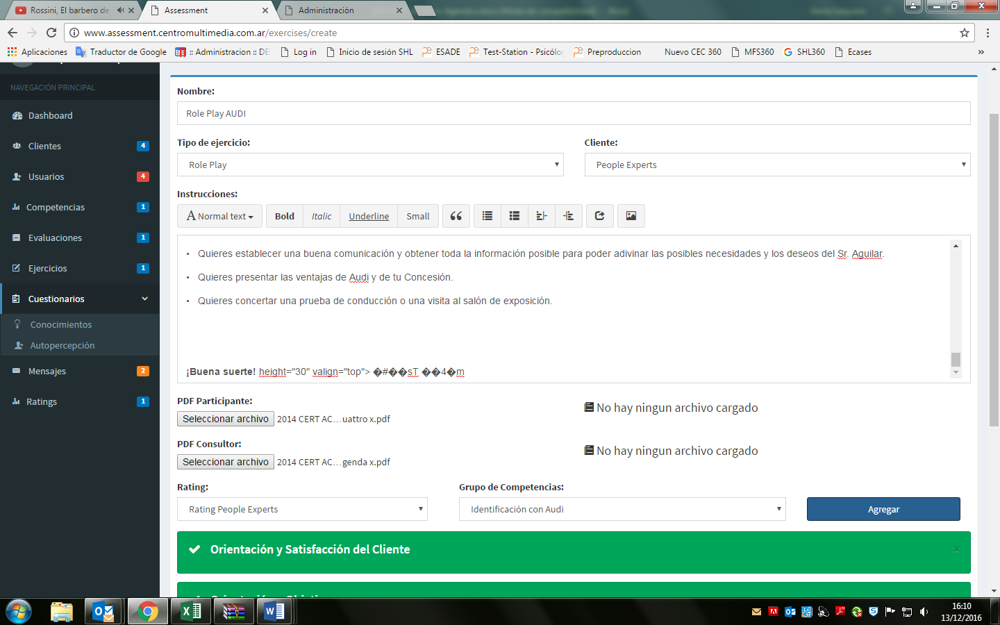 Rossini, El barbero de
Assessment
Administración
www.assessment.centromultimedia.com.ar/exercises/create
Aplicaciones
Traductor de Google
:: Administracion :: DE
Log in
Inicio de sesión SHL
ESADE
Test-Station - Psicólo
Preproduccion
Nuevo CEC 360
MFS360
SHL360
Ecases
»
NAVEGACIÓN PRINCIPAL
Dashboard
Clientes 4
Usuarios 4
Competencias 1
Evaluaciones 1
Ejercicios 1
Cuestionarios
Conocimientos
Autopercepción
Mensajes 2
Ratings 1
Nombre:
Role Play AUDI
Tipo de ejercicio:
Role Play
Cliente:
People Experts
Instrucciones:
A Normal text
Bold
Italic
Underline
Small
• Quieres establecer una buena comunicación y obtener toda la información posible para poder adivinar las posibles necesidades y los deseos del Sr. Aguilar.
• Quieres presentar las ventajas de Audi y de tu Concesión.
• Quieres concertar una prueba de conducción o una visita al salón de exposición.
¡Buena suerte! height="30" valign="top"> �#��sT ��4�m
PDF Participante:
Seleccionar archivo 2014 CERT AC...uattro x.pdf
No hay ningun archivo cargado
PDF Consultor:
Seleccionar archivo 2014 CERT AC...genda x.pdf
No hay ningun archivo cargado
Rating:
Rating People Experts
Grupo de Competencias:
Identificación con Audi
Agregar
Orientación y Satisfacción del Cliente
×
16:10
13/12/2016